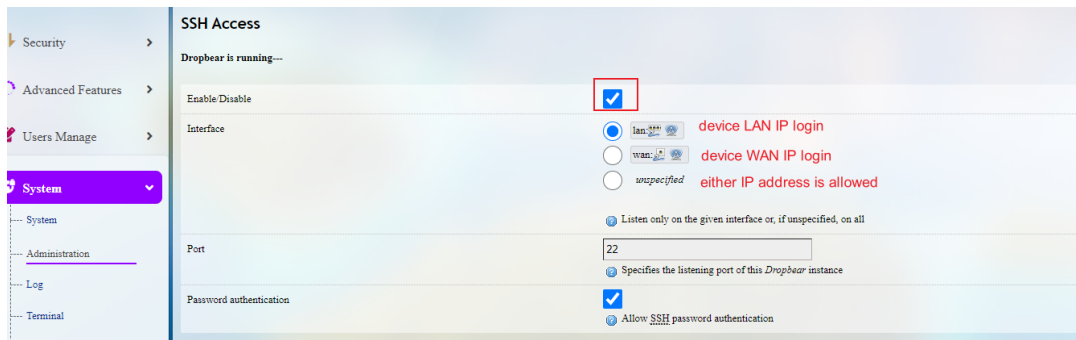 SSH Access
Security
Dropbear is running---
Advanced Features
Enable/Disable
Users Manage
Interface
lan:
device LAN IP login
wan:
device WAN IP login
unspecified
either IP address is allowed
System
System
Listen only on the given interface or, if unspecified, on all
Administration
Port
22
Specifies the listening port of this Dropbear instance
Log
Password authentication
Terminal
Allow SSH password authentication